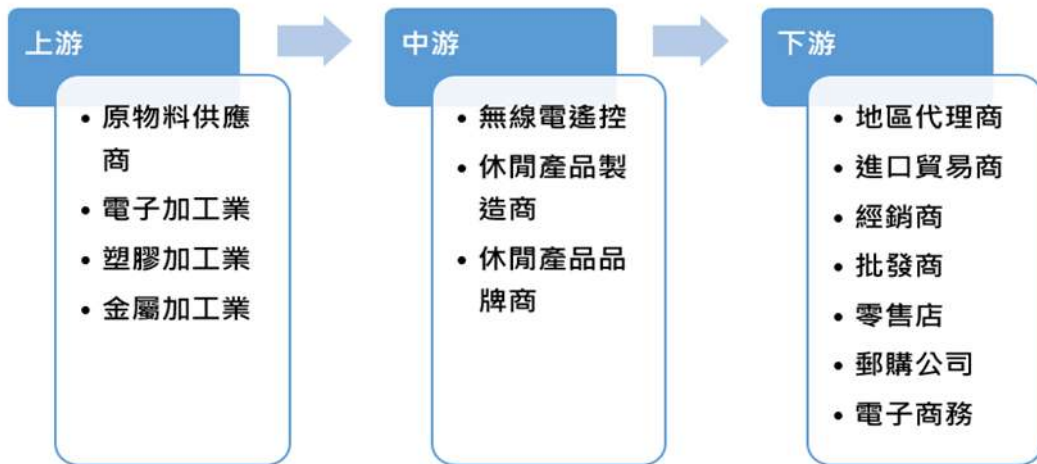 上游
• 原物料供應
商
• 電子加工業
• 塑膠加工業
• 金屬加工業
中游
• 無線電遙控
• 休閒產品製
造商
• 休閒產品品
牌商
下游
• 地區代理商
• 進口貿易商
• 經銷商
• 批發商
• 零售店
• 郵購公司
• 電子商務